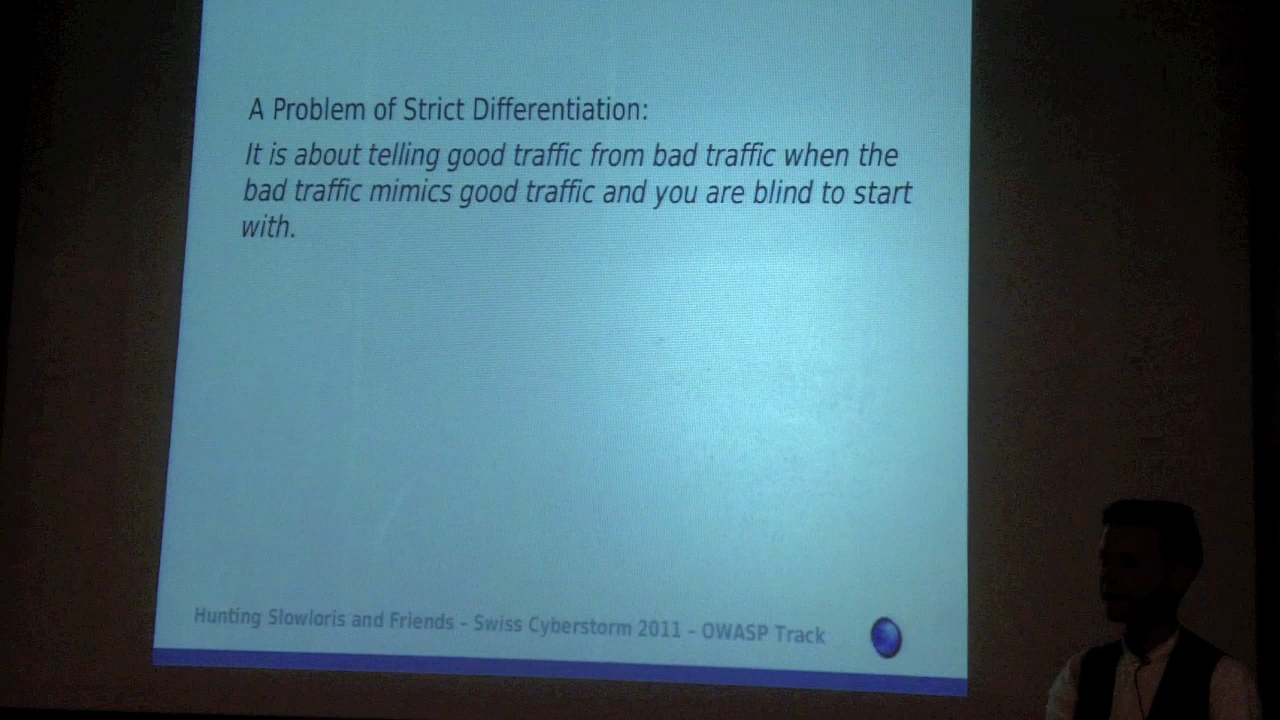 A Problem of Strict Differentiation:
It is about telling good traffic from bad traffic when the
bad traffic mimics good traffic and you are blind to start
with.
Hunting Slowloris and Friends - Swiss Cyberstorm 2011 - OWASP Track